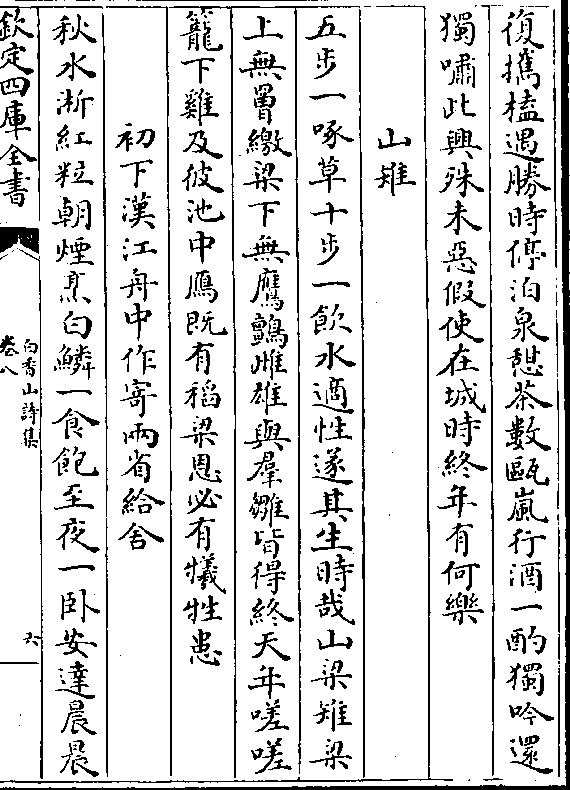 復攜榼遇勝時停泊泉憇茶數甌嵐行酒一酌獨吟還
獨嘯此興殊未惡假使在城時終年有何樂
山雉
五步一啄草十步一飲水適性遂其生時哉山梁雉梁
上無罾繳梁下無鷹鸇雌雄與羣雛皆得終天年嗟嗟
籠下雞及彼池中鴈既有稻梁恩必有犧牲患
初下漢江舟中作寄兩省給舍
秋水淅紅粒朝煙烹白鱗一食飽至夜一卧安達晨晨
欽定四庫全書
白香山詩集
卷八
六